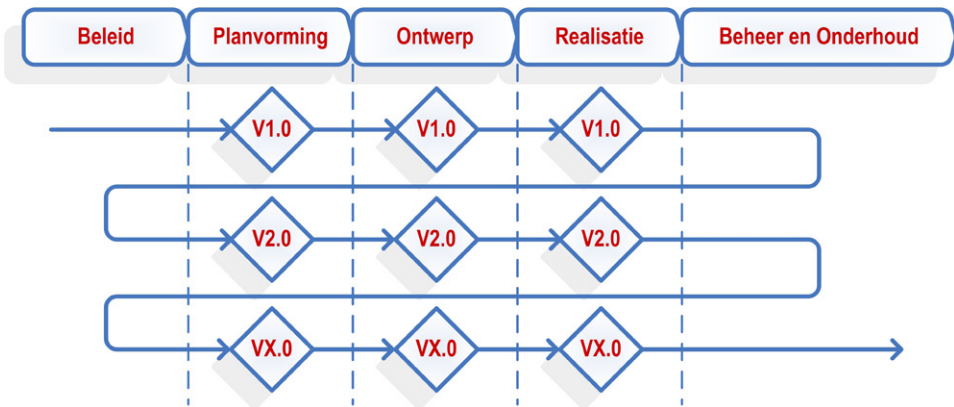 Beleid
Planvorming
Ontwerp
Realisatie
Beheer en Onderhoud
V1.0
V1.0
V1.0
V2.0
V2.0
V2.0
VX.0
VX.0
VX.0